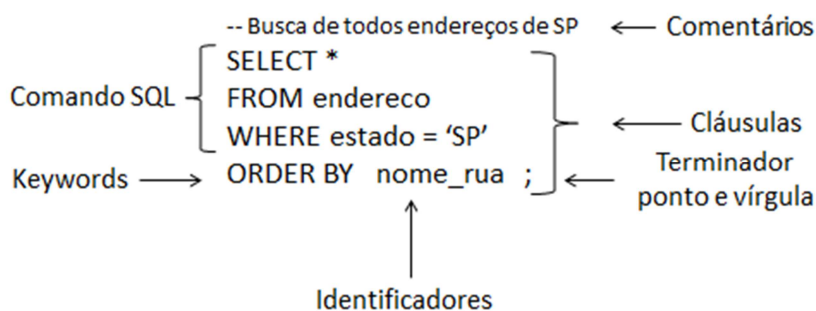 -- Busca de todos endereços de SP
Comentários
SELECT *
Comando SQL
FROM endereco
WHERE estado = ‘SP’
Cláusulas
Keywords
ORDER BY nome_rua ;
Terminador
ponto e vírgula
Identificadores